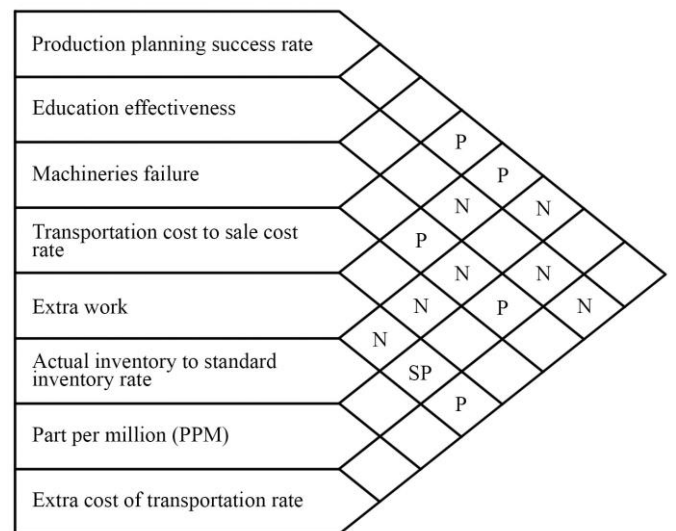 Production planning success rate
Education effectiveness
P
Machineries failure
P
N
N
Transportation cost to sale cost
rate
P
N
N
Extra work
N
P
N
N
Actual inventory to standard
inventory rate
SP
P
Part per million (PPM)
Extra cost of transportation rate